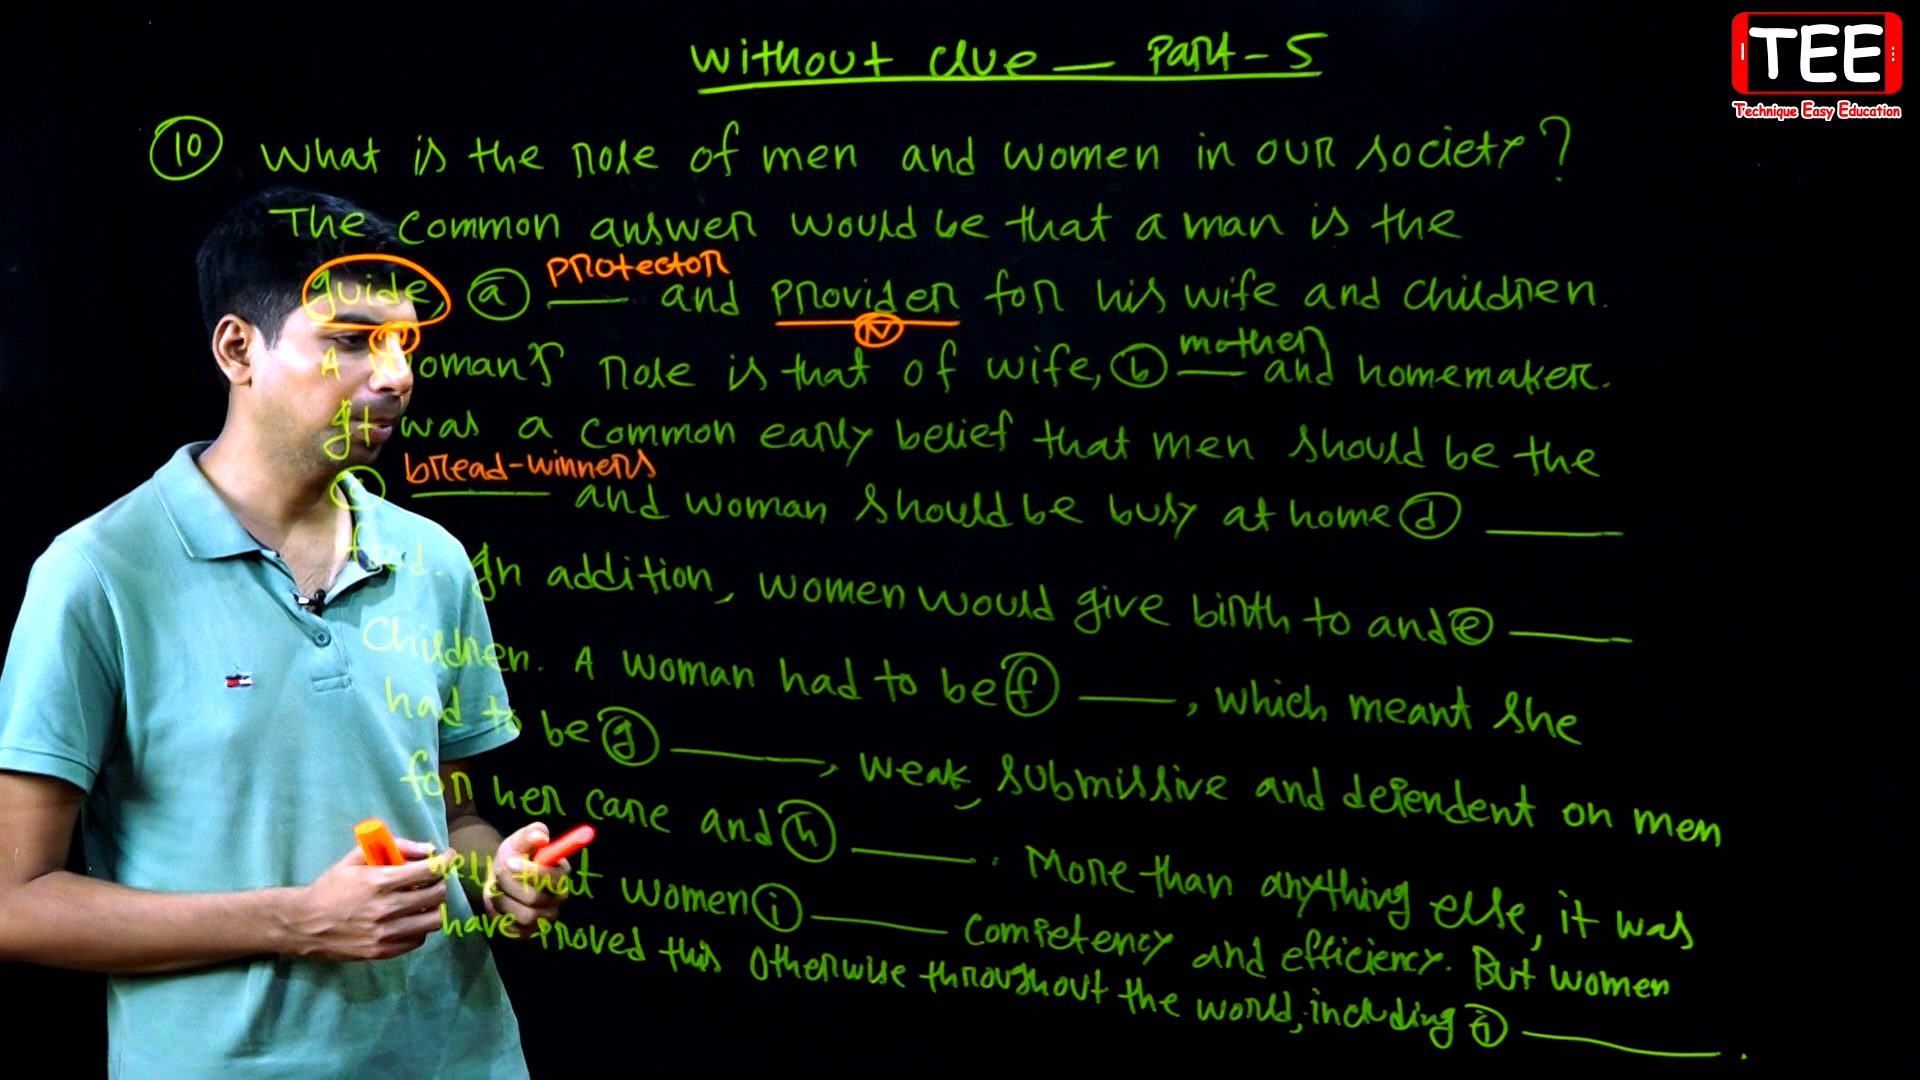 Without clue — Part-5
TEE
Technique Easy Education
10 What is the role of men and women in our society?
The common answer would be that a man is the
protector
guide, a ____ and provider for his wife and children.
N N
mother
A woman's role is that of wife, b ____ and homemaker.
It was a common early belief that men should be the
bread-winners
c ____ and woman should be busy at home d ____
food. In addition, women would give birth to and e ____
children. A woman had to be f ____, which meant she
had to be g ____, weak, submissive and dependent on men
for her care and h ____. More than anything else, it was
held that women i ____ competency and efficiency. But women
have proved this otherwise throughout the world, including j ____.